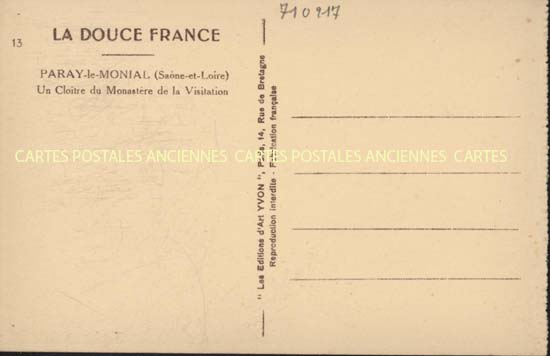 710217
13
LA DOUCE FRANCE
PARAY-le-MONIAL (Saône-et-Loire)
Un Cloître du Monastère de la Visitation
CARTES POSTALES ANCIENNES CARTES POSTALES ANCIENNES CARTES
" Les Editions d'Art YVON ", Paris, 14, Rue de Bretagne
Reproduction interdite - Fabrication française